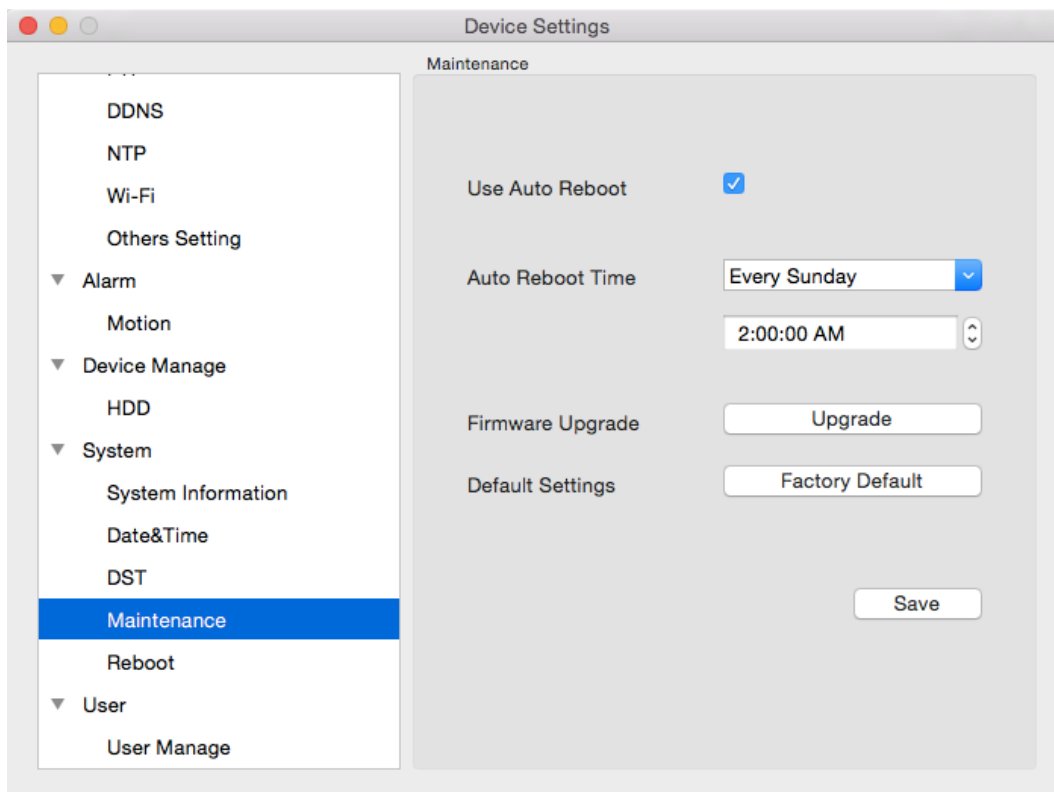 Device Settings
Maintenance
DDNS
NTP
Wi-Fi
Others Setting
Alarm
Motion
Device Manage
HDD
System
System Information
Date&Time
DST
Maintenance
Reboot
User
User Manage
Use Auto Reboot
Auto Reboot Time
Every Sunday
2:00:00 AM
Firmware Upgrade
Upgrade
Default Settings
Factory Default
Save